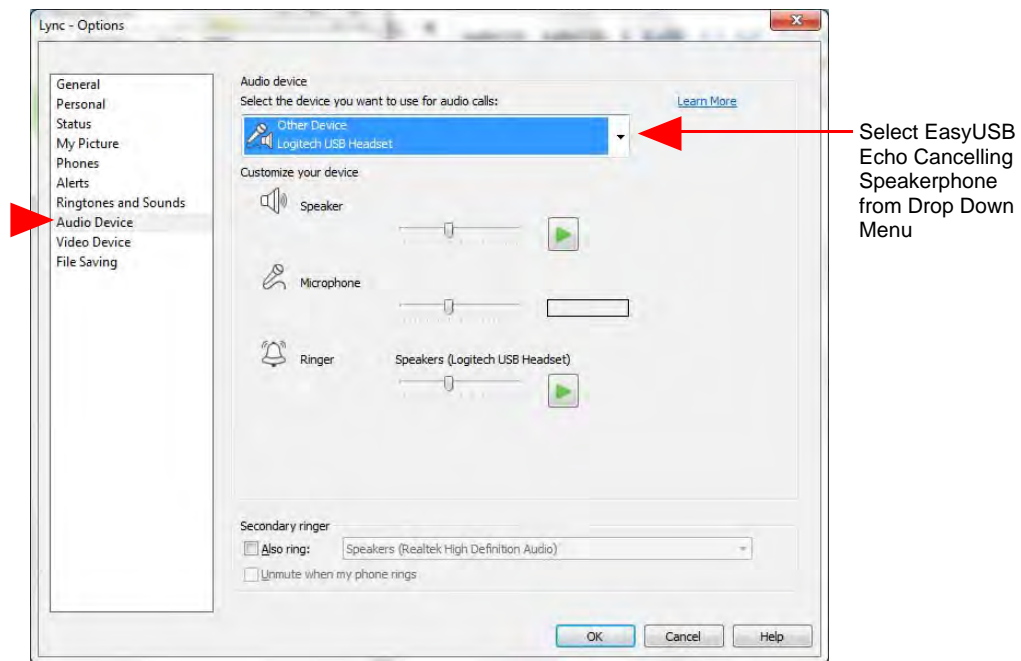 Lync - Options
General
Personal
Status
My Picture
Phones
Alerts
Ringtones and Sounds
Audio Device
Video Device
File Saving
Audio device
Select the device you want to use for audio calls:
Learn More
Other Device
Logitech USB Headset
Customize your device
Speaker
Microphone
Ringer
Speakers (Logitech USB Headset)
Secondary ringer
Also ring:
Speakers (Realtek High Definition Audio)
Unmute when my phone rings
OK
Cancel
Help
Select EasyUSB
Echo Cancelling
Speakerphone
from Drop Down
Menu